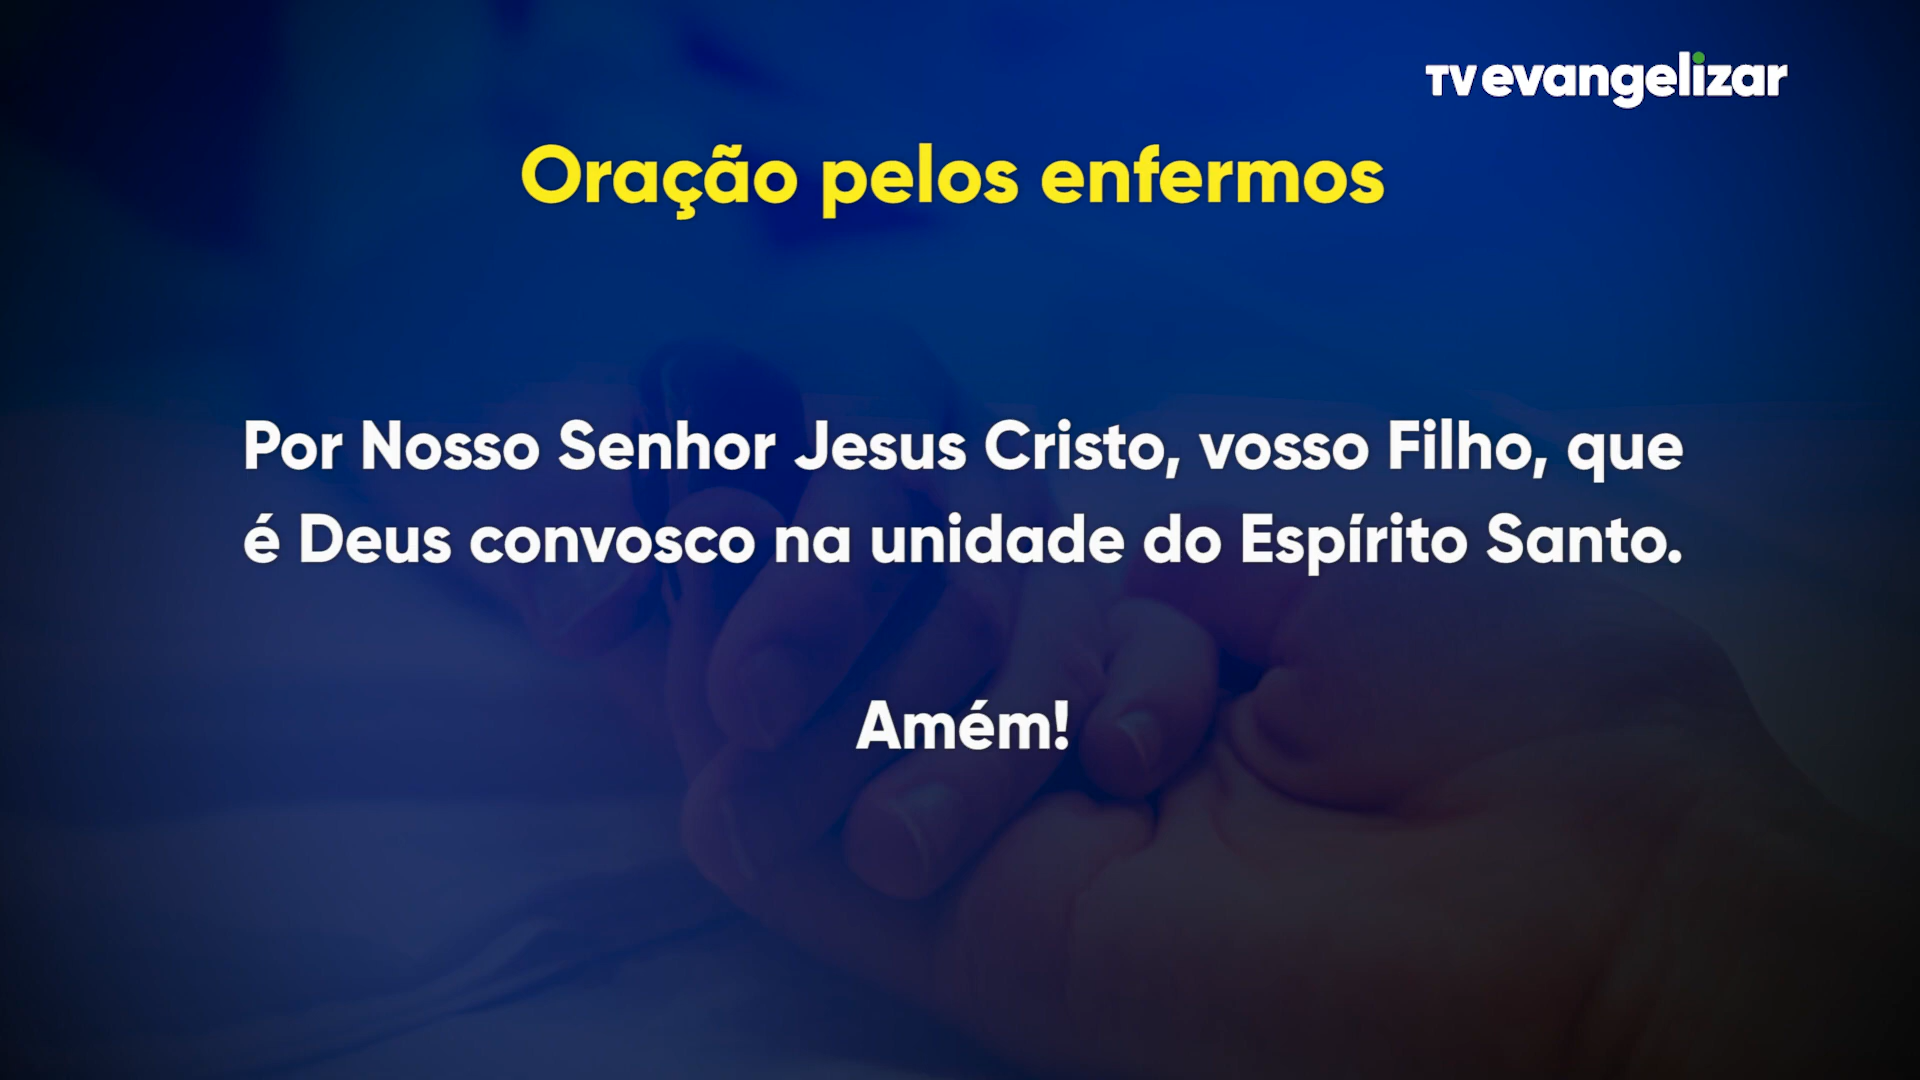 TV evangelizar
Oração pelos enfermos
Por Nosso Senhor Jesus Cristo, vosso Filho, que
é Deus convosco na unidade do Espírito Santo.
Amém!